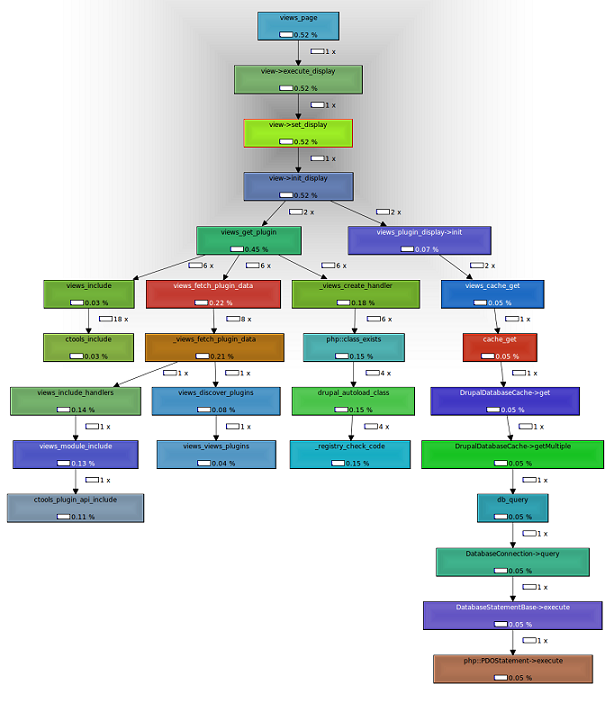 views_page
0.52 %
1 x
view->execute_display
0.52 %
1 x
view->set_display
0.52 %
1 x
view->init_display
0.52 %
2 x
2 x
views_get_plugin
0.45 %
views_plugin_display->init
0.07 %
6 x
6 x
6 x
2 x
views_include
0.03 %
views_fetch_plugin_data
0.22 %
_views_create_handler
0.18 %
views_cache_get
0.05 %
18 x
8 x
6 x
1 x
ctools_include
0.03 %
_views_fetch_plugin_data
0.21 %
php::class_exists
0.15 %
cache_get
0.05 %
1 x
1 x
4 x
1 x
views_include_handlers
0.14 %
views_discover_plugins
0.08 %
drupal_autoload_class
0.15 %
DrupalDatabaseCache->get
0.05 %
1 x
1 x
4 x
1 x
views_module_include
0.13 %
views_views_plugins
0.04 %
_registry_check_code
0.15 %
DrupalDatabaseCache->getMultiple
0.05 %
1 x
1 x
ctools_plugin_api_include
0.11 %
db_query
0.05 %
1 x
DatabaseConnection->query
0.05 %
1 x
DatabaseStatementBase->execute
0.05 %
1 x
php::PDOStatement->execute
0.05 %